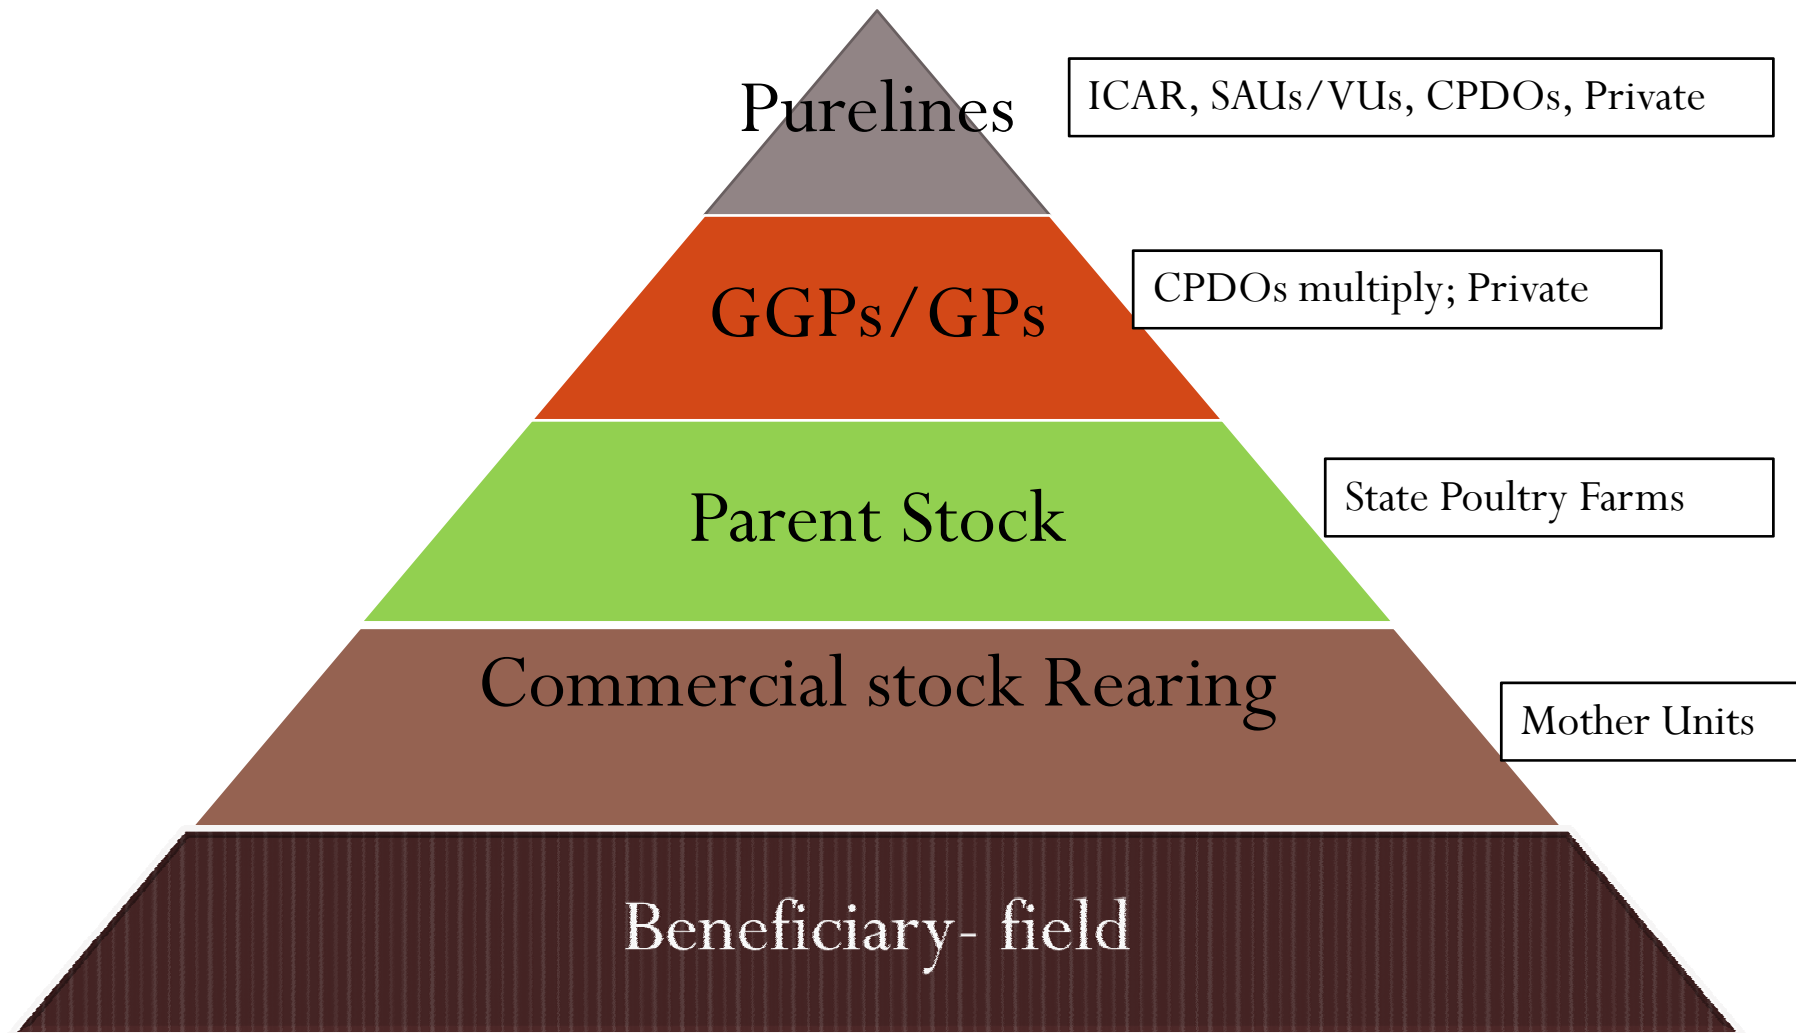 Purelines
ICAR, SAUs/VUs, CPDOs, Private
GGPs/GPs
CPDOs multiply; Private
Parent Stock
State Poultry Farms
Commercial stock Rearing
Mother Units
Beneficiary- field